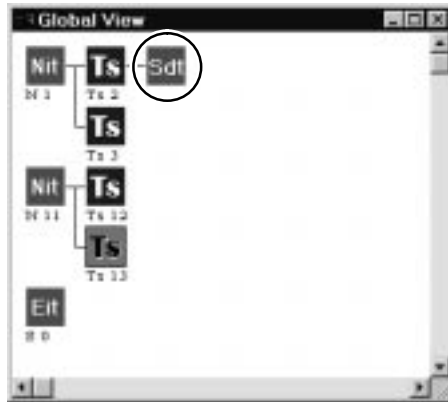 Global View
Nit Ts Sdt
N 1 Ts 2
Ts
Ts 3
Nit Ts
N 11 Ts 12
Ts
Ts 13
Eit
E 0